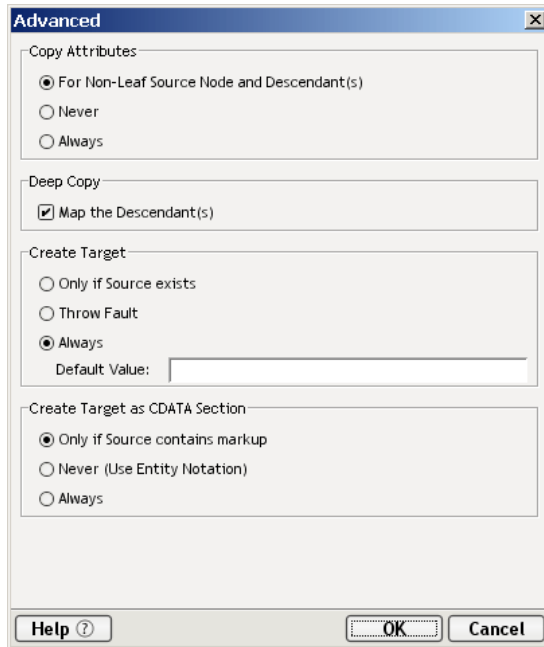 Advanced
Copy Attributes
For Non-Leaf Source Node and Descendant(s)
Never
Always
Deep Copy
Map the Descendant(s)
Create Target
Only if Source exists
Throw Fault
Always
Default Value:
Create Target as CDATA Section
Only if Source contains markup
Never (Use Entity Notation)
Always
Help ? OK Cancel